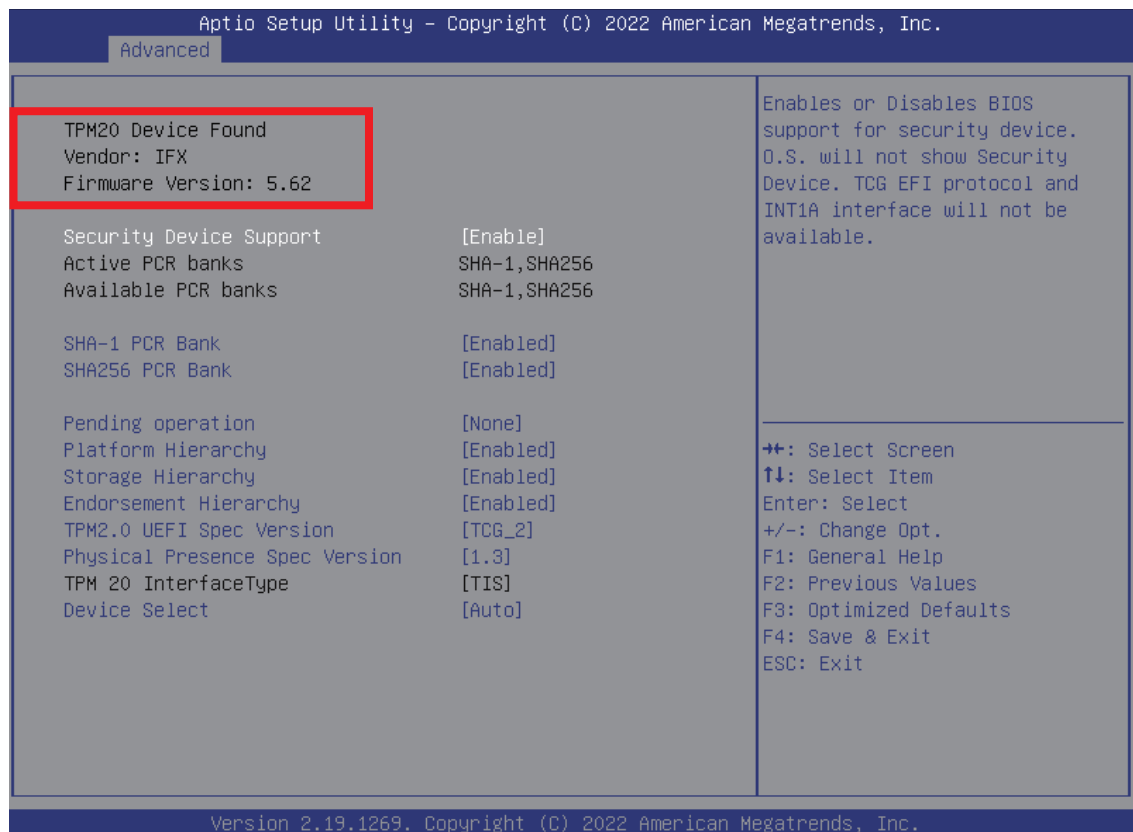 Aptio Setup Utility – Copyright (C) 2022 American Megatrends, Inc.
Advanced
TPM20 Device Found
Vendor: IFX
Firmware Version: 5.62
Security Device Support [Enable]
Active PCR banks SHA-1,SHA256
Available PCR banks SHA-1,SHA256
SHA-1 PCR Bank [Enabled]
SHA256 PCR Bank [Enabled]
Pending operation [None]
Platform Hierarchy [Enabled]
Storage Hierarchy [Enabled]
Endorsement Hierarchy [Enabled]
TPM2.0 UEFI Spec Version [TCG_2]
Physical Presence Spec Version [1.3]
TPM 20 InterfaceType [TIS]
Device Select [Auto]
Enables or Disables BIOS
support for security device.
O.S. will not show Security
Device. TCG EFI protocol and
INT1A interface will not be
available.
→←: Select Screen
↑↓: Select Item
Enter: Select
+/-: Change Opt.
F1: General Help
F2: Previous Values
F3: Optimized Defaults
F4: Save & Exit
ESC: Exit
Version 2.19.1269. Copyright (C) 2022 American Megatrends, Inc.